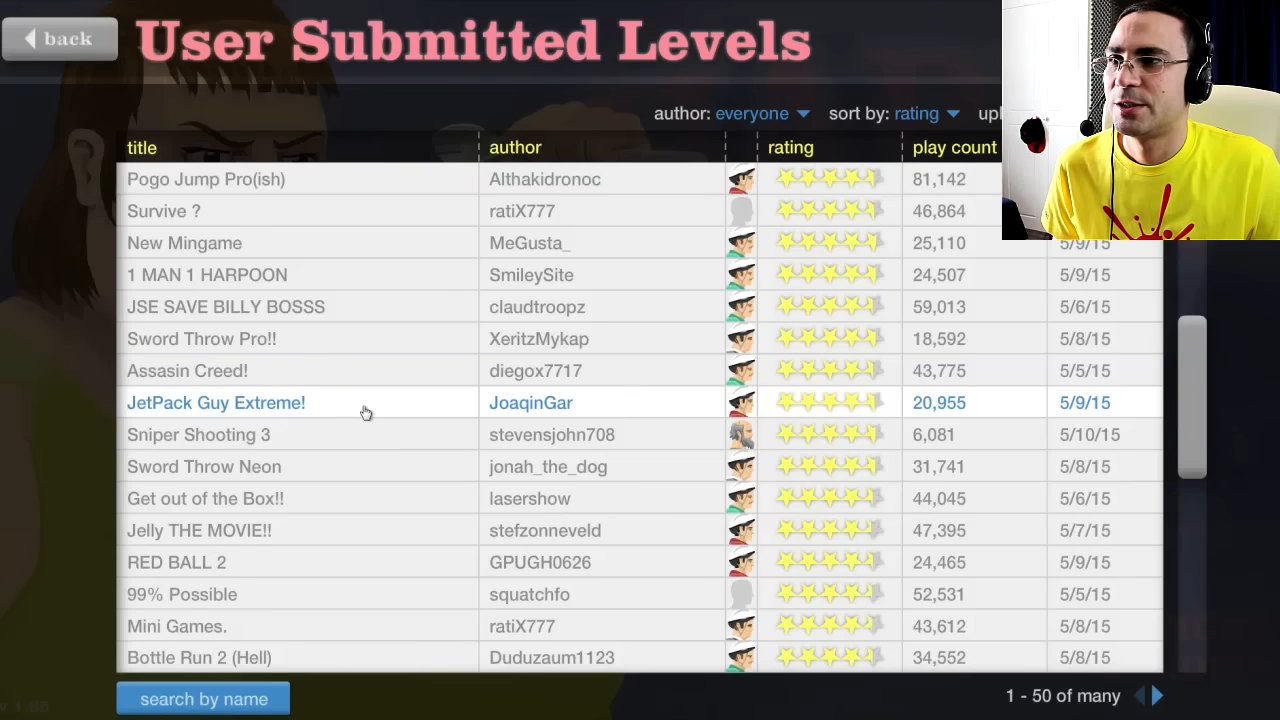 back
User Submitted Levels
author: everyone sort by: rating upl
title author rating play count
Pogo Jump Pro(ish) Althakidronoc 81,142
Survive ? ratiX777 46,864
New Mingame MeGusta_ 25,110 5/9/15
1 MAN 1 HARPOON SmileySite 24,507 5/9/15
JSE SAVE BILLY BOSSS claudtroopz 59,013 5/6/15
Sword Throw Pro!! XeritzMykap 18,592 5/8/15
Assasin Creed! diegox7717 43,775 5/5/15
JetPack Guy Extreme! JoaqinGar 20,955 5/9/15
Sniper Shooting 3 stevensjohn708 6,081 5/10/15
Sword Throw Neon jonah_the_dog 31,741 5/8/15
Get out of the Box!! lasershow 44,045 5/6/15
Jelly THE MOVIE!! stefzonneveld 47,395 5/7/15
RED BALL 2 GPUGH0626 24,465 5/9/15
99% Possible squatchfo 52,531 5/5/15
Mini Games. ratiX777 43,612 5/8/15
Bottle Run 2 (Hell) Duduzaum1123 34,552 5/8/15
search by name 1 - 50 of many